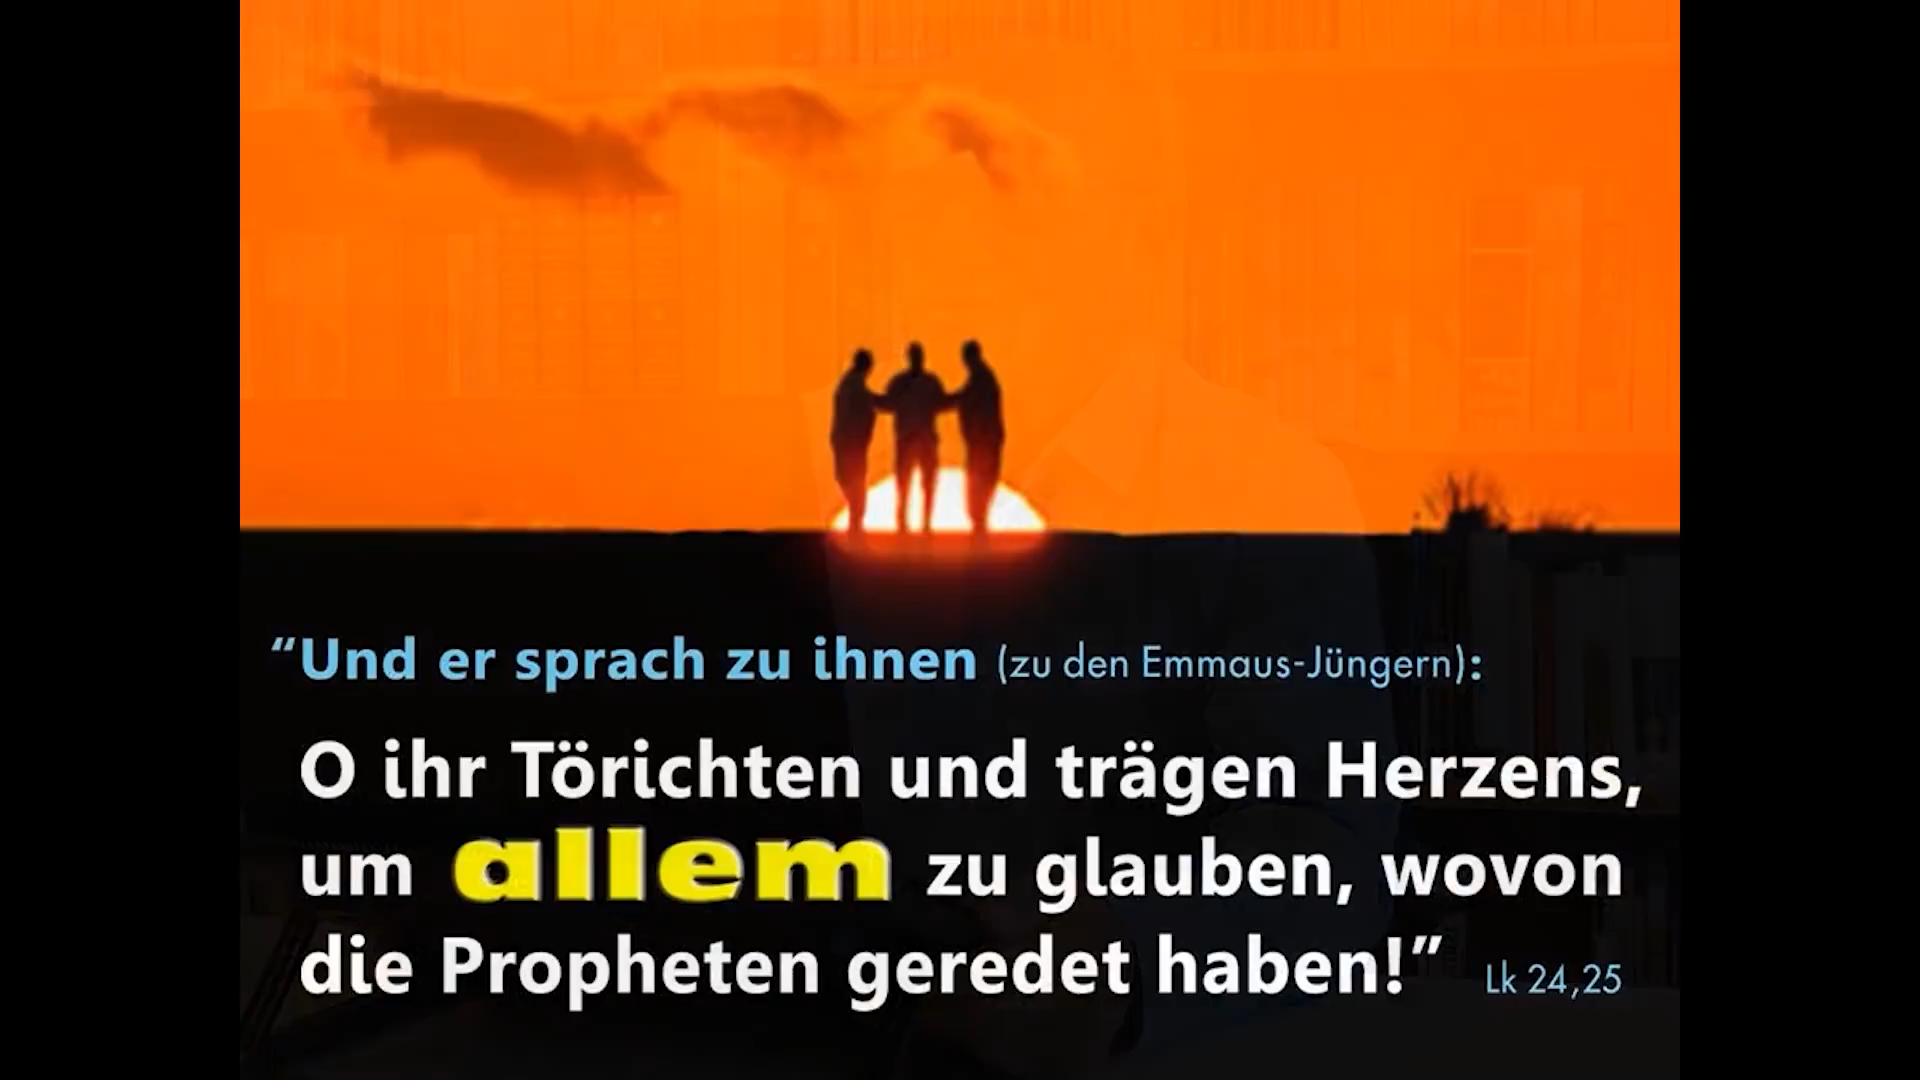 “Und er sprach zu ihnen (zu den Emmaus-Jüngern):
O ihr Törichten und trägen Herzens,
um allem zu glauben, wovon
die Propheten geredet haben!” Lk 24,25